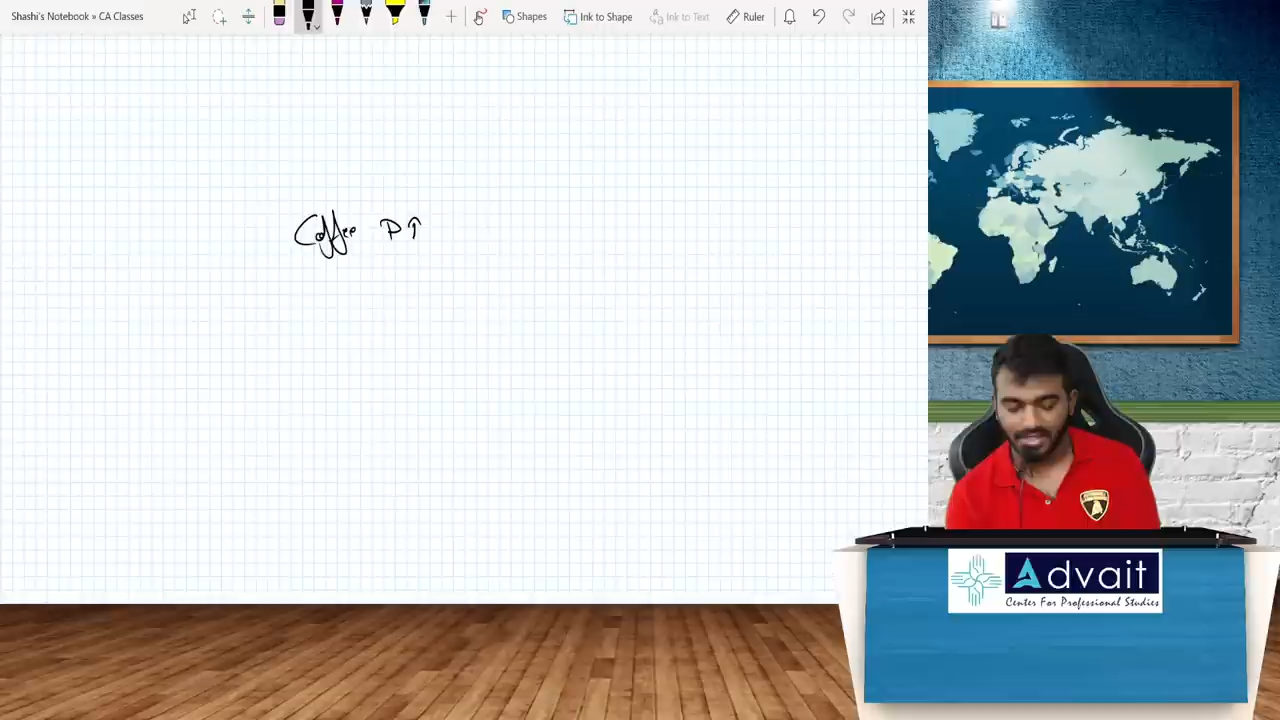 Shashi's Notebook » CA Classes
Shapes
Ink to Shape
Ink to Text
Ruler
Coffee P↑
Advait
Center For Professional Studies